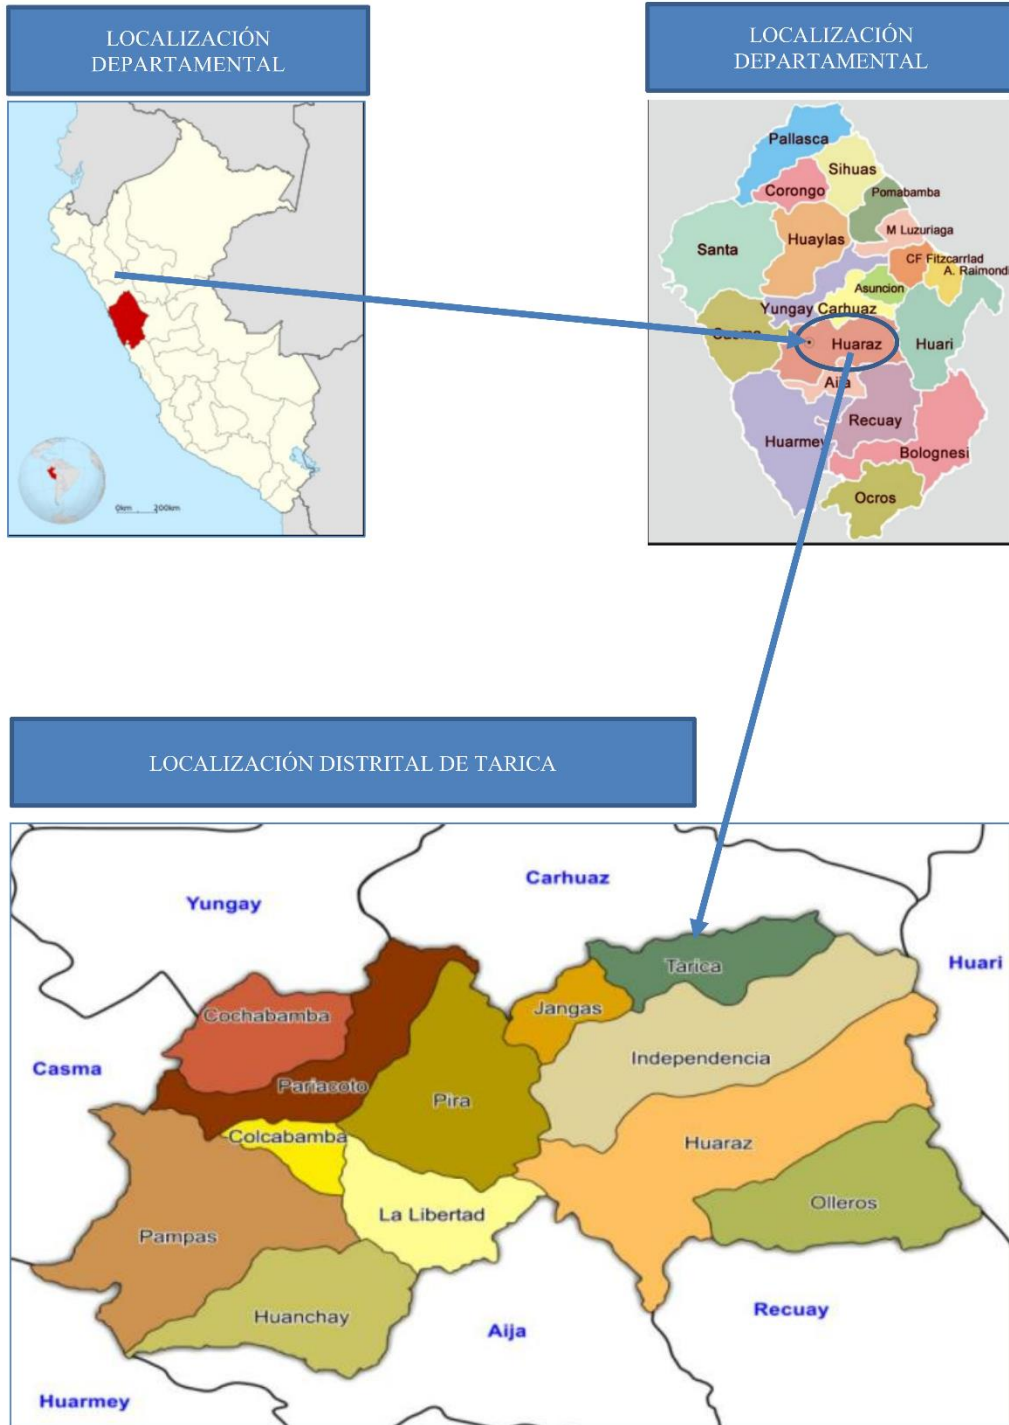 LOCALIZACIÓN
DEPARTAMENTAL
LOCALIZACIÓN
DEPARTAMENTAL
0km 200km
Pallasca
Sihuas
Corongo
Pomabamba
M Luzuriaga
Santa
Huaylas
CF Fitzcarrlad
A. Raimondi
Asuncion
Yungay
Carhuaz
Huaraz
Huari
Aija
Recuay
Huarmey
Bolognesi
Ocros
LOCALIZACIÓN DISTRITAL DE TARICA
Carhuaz
Yungay
Huari
Tarica
Jangas
Cochabamba
Independencia
Casma
Pariacoto
Pira
Colcabamba
Huaraz
Olleros
La Libertad
Pampas
Huanchay
Recuay
Aija
Huarmey